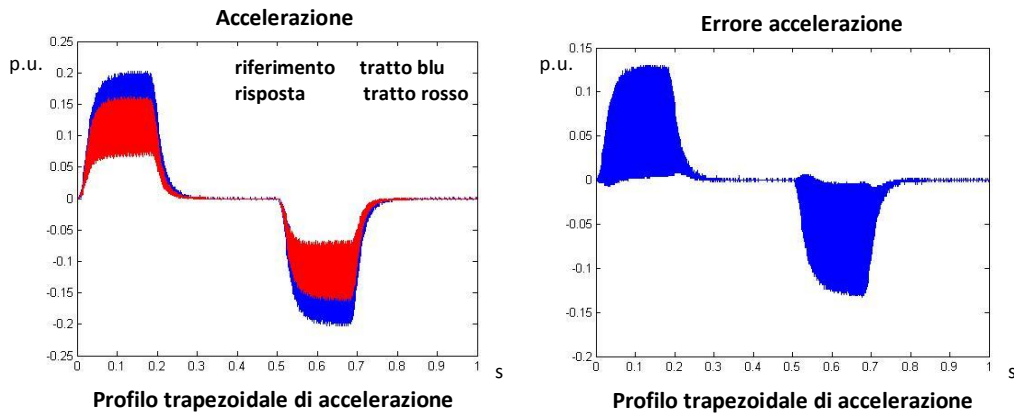 Accelerazione
p.u.
riferimento tratto blu
risposta tratto rosso
0.25
0.2
0.15
0.1
0.05
0
-0.05
-0.1
-0.15
-0.2
-0.25
0 0.1 0.2 0.3 0.4 0.5 0.6 0.7 0.8 0.9 1
s
Profilo trapezoidale di accelerazione
Errore accelerazione
p.u.
0.15
0.1
0.05
0
-0.05
-0.1
-0.15
-0.2
0 0.1 0.2 0.3 0.4 0.5 0.6 0.7 0.8 0.9 1
s
Profilo trapezoidale di accelerazione